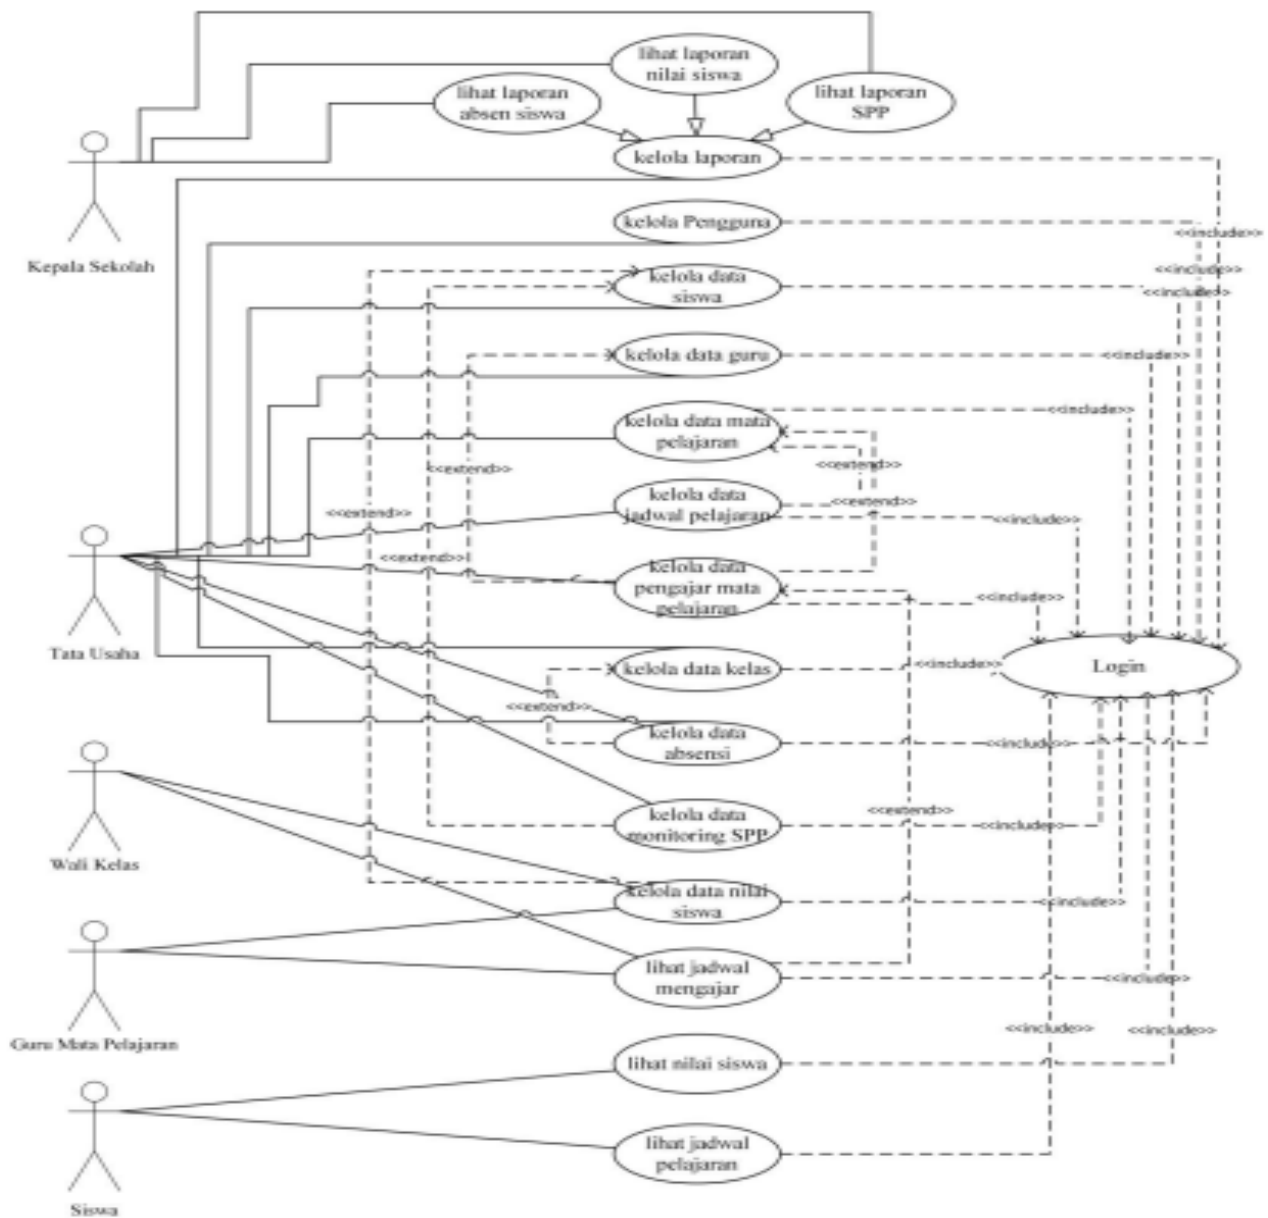 lihat laporan
nilai siswa
lihat laporan
absen siswa
lihat laporan
SPP
kelola laporan
Kepala Sekolah
kelola Pengguna
<<include>>
kelola data
siswa
<<include>>
<<include>>
kelola data guru
<<include>>
kelola data mata
pelajaran
<<include>>
<<extend>>
<<extend>>
kelola data
jadwal pelajaran
<<extend>>
<<extend>>
<<include>>
<<extend>>
kelola data
pengajar mata
pelajaran
<<include>>
Tata Usaha
kelola data kelas
<<include>>
Login
<<extend>>
kelola data
absensi
<<include>>
kelola data
monitoring SPP
<<extend>>
<<include>>
Wali Kelas
kelola data nilai
siswa
<<include>>
lihat jadwal
mengajar
<<include>>
Guru Mata Pelajaran
<<include>>
<<include>>
lihat nilai siswa
lihat jadwal
pelajaran
Siswa